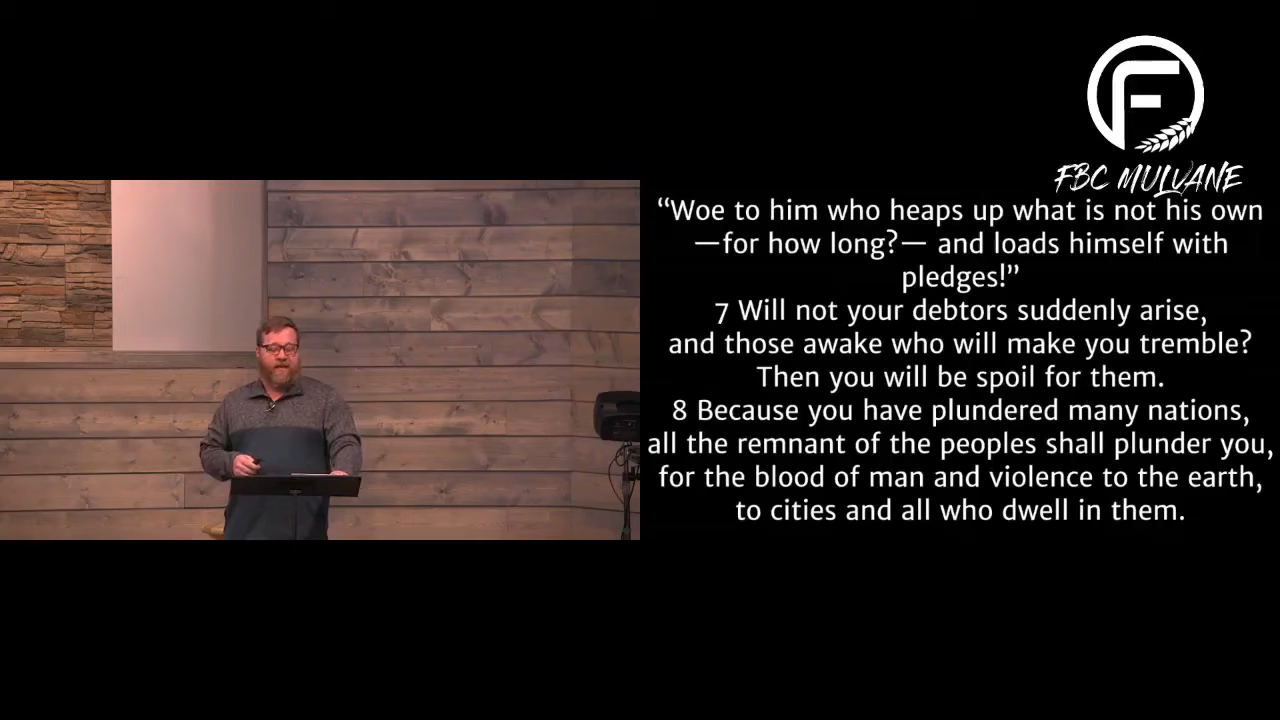 F
FBC MULVANE
“Woe to him who heaps up what is not his own
—for how long?— and loads himself with
pledges!”
7 Will not your debtors suddenly arise,
and those awake who will make you tremble?
Then you will be spoil for them.
8 Because you have plundered many nations,
all the remnant of the peoples shall plunder you,
for the blood of man and violence to the earth,
to cities and all who dwell in them.